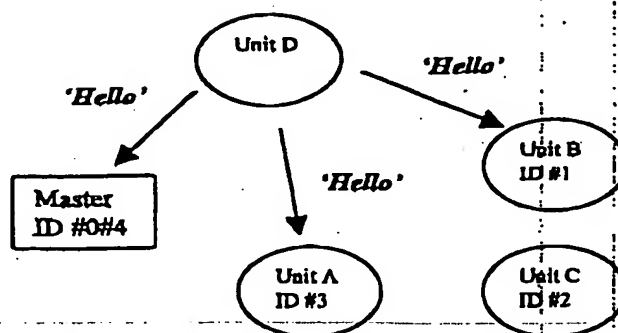 Unit D
'Hello'
'Hello'
Unit B
ID #1
Master
ID #0#4
'Hello'
Unit A
ID #3
Unit C
ID #2